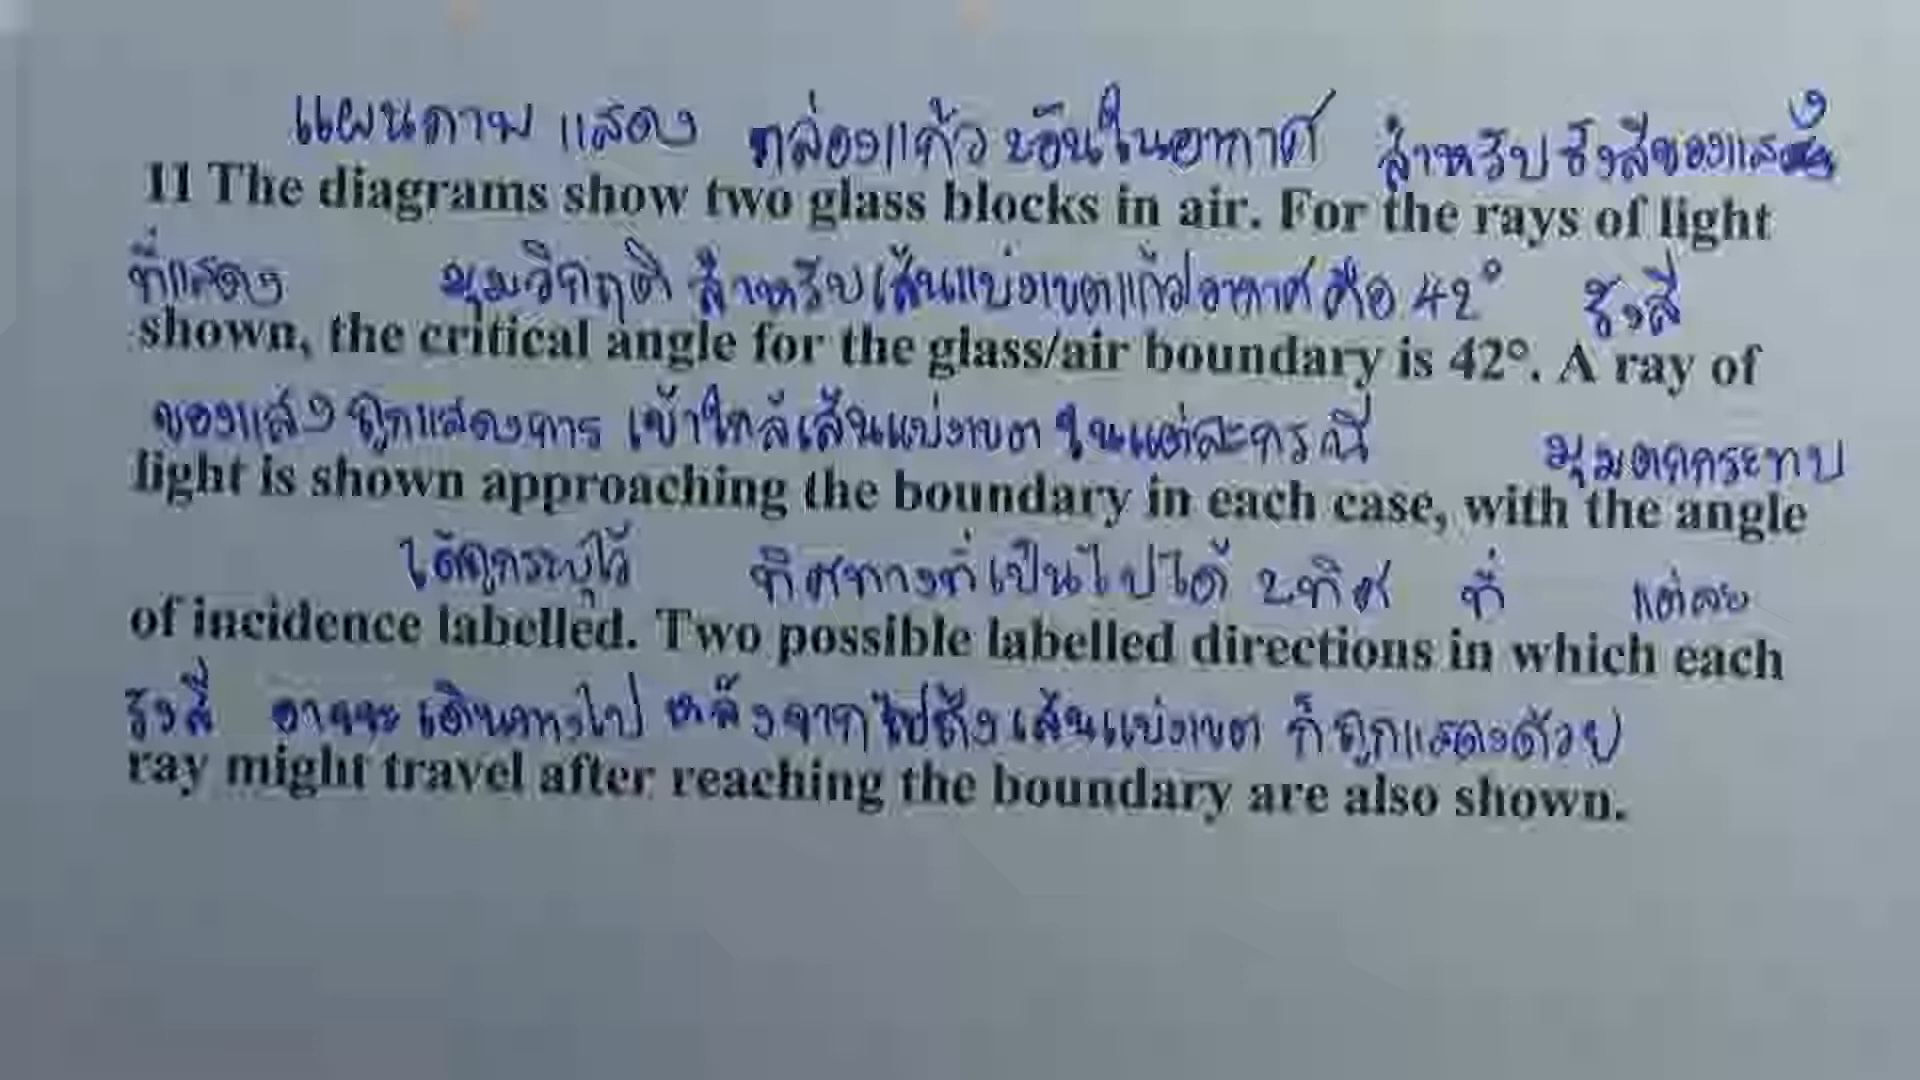 แผนภาพ แสดง กล่องแก้ว 2อันในอากาศ สำหรับ รังสีของแสง
11 The diagrams show two glass blocks in air. For the rays of light
ที่แสดง มุมวิกฤติ สำหรับเส้นแบ่งเขตแก้ว/อากาศ คือ 42° รังสี
shown, the critical angle for the glass/air boundary is 42°. A ray of
ของแสง ถูกแสดงการ เข้าใกล้เส้นแบ่งเขต ในแต่ละกรณี มุมตกกระทบ
light is shown approaching the boundary in each case, with the angle
ได้ถูกระบุไว้ ทิศทางที่เป็นไปได้ 2ทิศ ที่ แต่ละ
of incidence labelled. Two possible labelled directions in which each
รังสี อาจจะ เดินทางไป หลังจากไปถึง เส้นแบ่งเขต ก็ถูกแสดงด้วย
ray might travel after reaching the boundary are also shown.